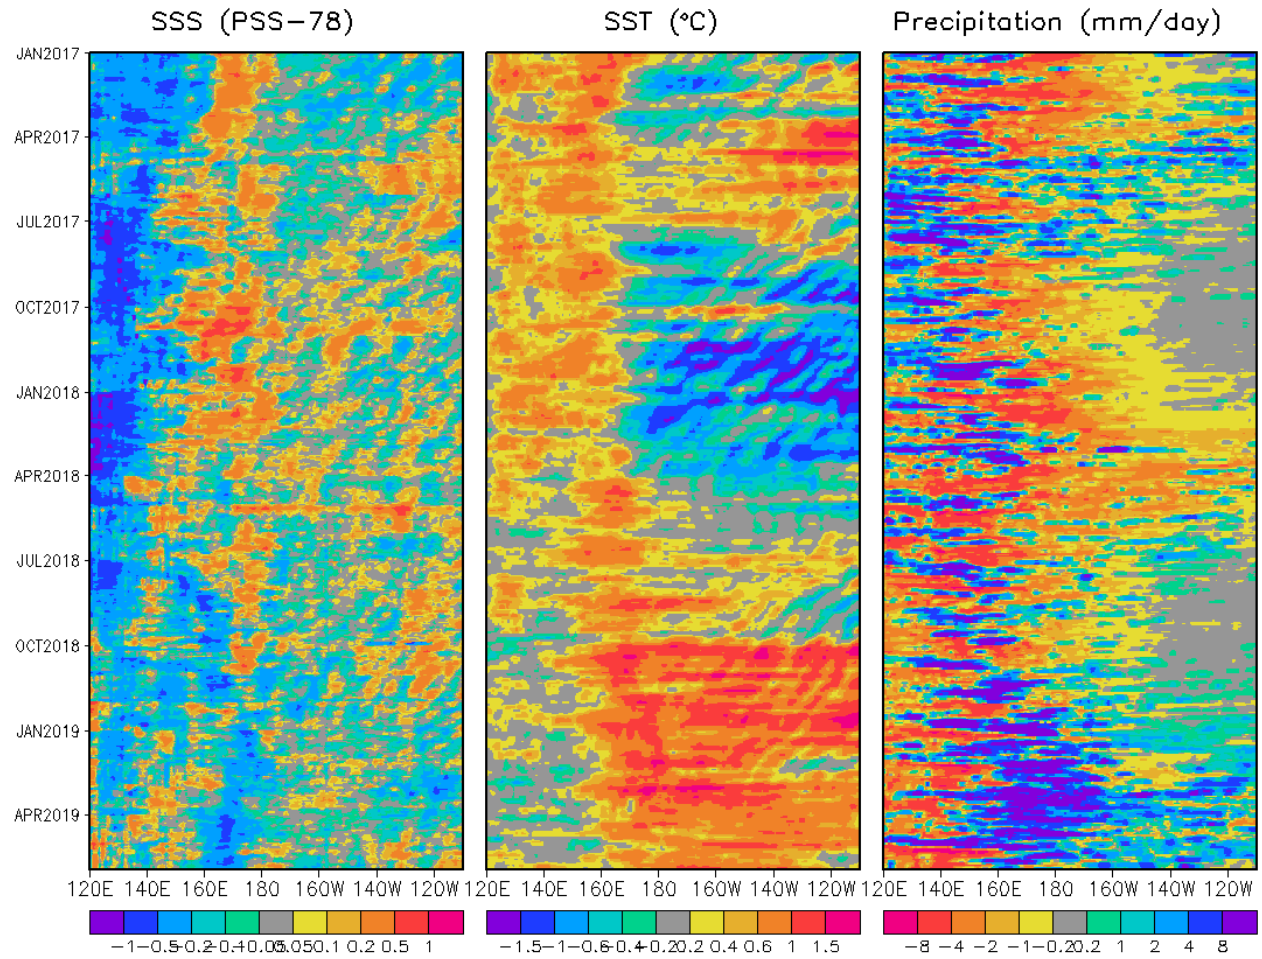 SSS (PSS-78) SST (°C) Precipitation (mm/day)
JAN2017
APR2017
JUL2017
OCT2017
JAN2018
APR2018
JUL2018
OCT2018
JAN2019
APR2019
120E 140E 160E 180 160W 140W 120W 120E 140E 160E 180 160W 140W 120W 120E 140E 160E 180 160W 140W 120W
-1 -0.5 -0.2 -0.1 -0.05 0.05 0.1 0.2 0.5 1 -1.5 -1 -0.6 -0.4 -0.2 0.2 0.4 0.6 1 1.5 -8 -4 -2 -1 -0.2 0.2 1 2 4 8